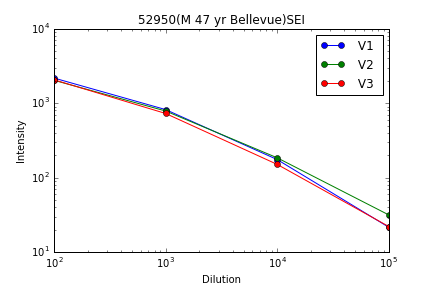 52950(M 47 yr Bellevue)SEI
10^4
10^3
10^2
10^1
Intensity
V1
V2
V3
10^2 10^3 10^4 10^5
Dilution